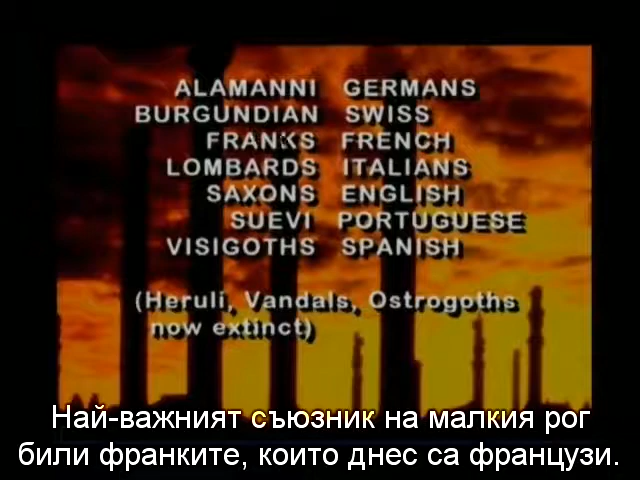 ALAMANNI GERMANS
BURGUNDIAN SWISS
FRANKS FRENCH
LOMBARDS ITALIANS
SAXONS ENGLISH
SUEVI PORTUGUESE
VISIGOTHS SPANISH
(Heruli, Vandals, Ostrogoths
now extinct)
Най-важният съюзник на малкия рог
били франките, които днес са французи.